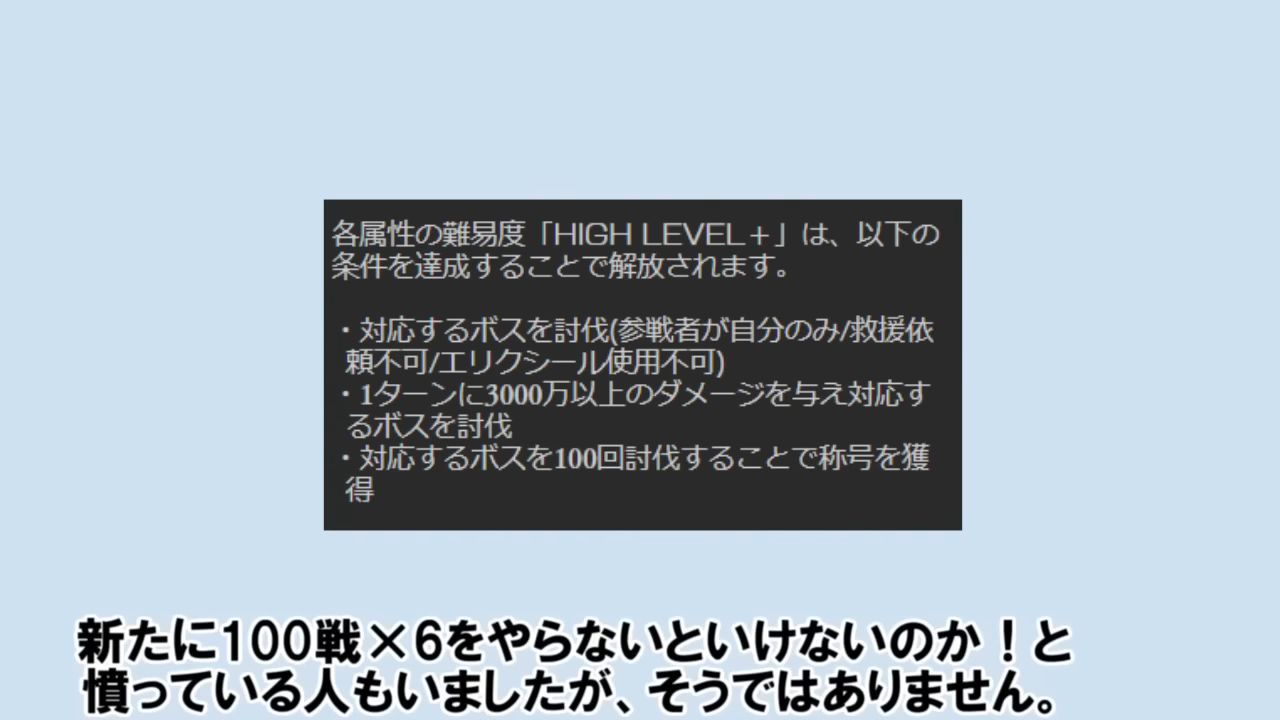 各属性の難易度「HIGH LEVEL＋」は、以下の
条件を達成することで解放されます。
・対応するボスを討伐(参戦者が自分のみ/救援依
頼不可/エリクシール使用不可)
・1ターンに3000万以上のダメージを与え対応す
るボスを討伐
・対応するボスを100回討伐することで称号を獲
得
新たに100戦×6をやらないといけないのか！と
憤っている人もいましたが、そうではありません。